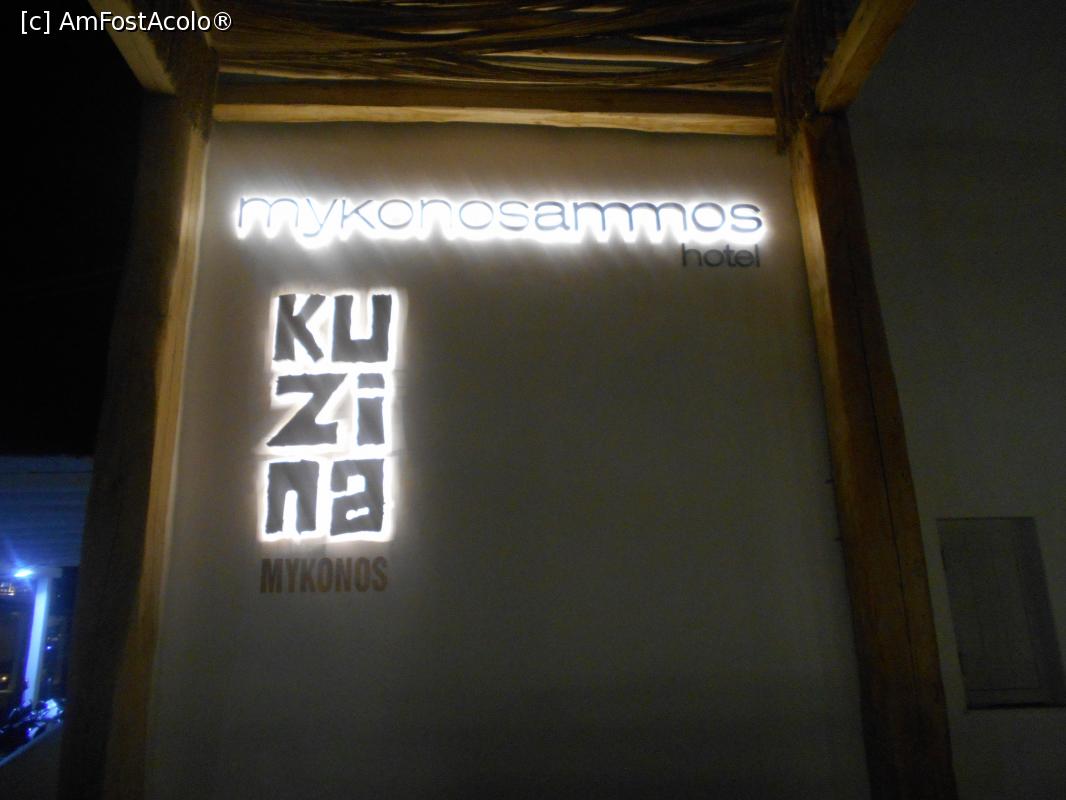 [c] AmFostAcolo®
mykonosammos
hotel
KU
Zi
na
MYKONOS